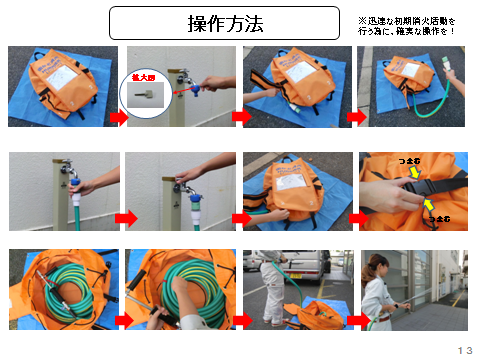 操作方法
※迅速な初期消火活動を
行う為に、確実な操作を！
拡大図
つまむ
つまむ
13